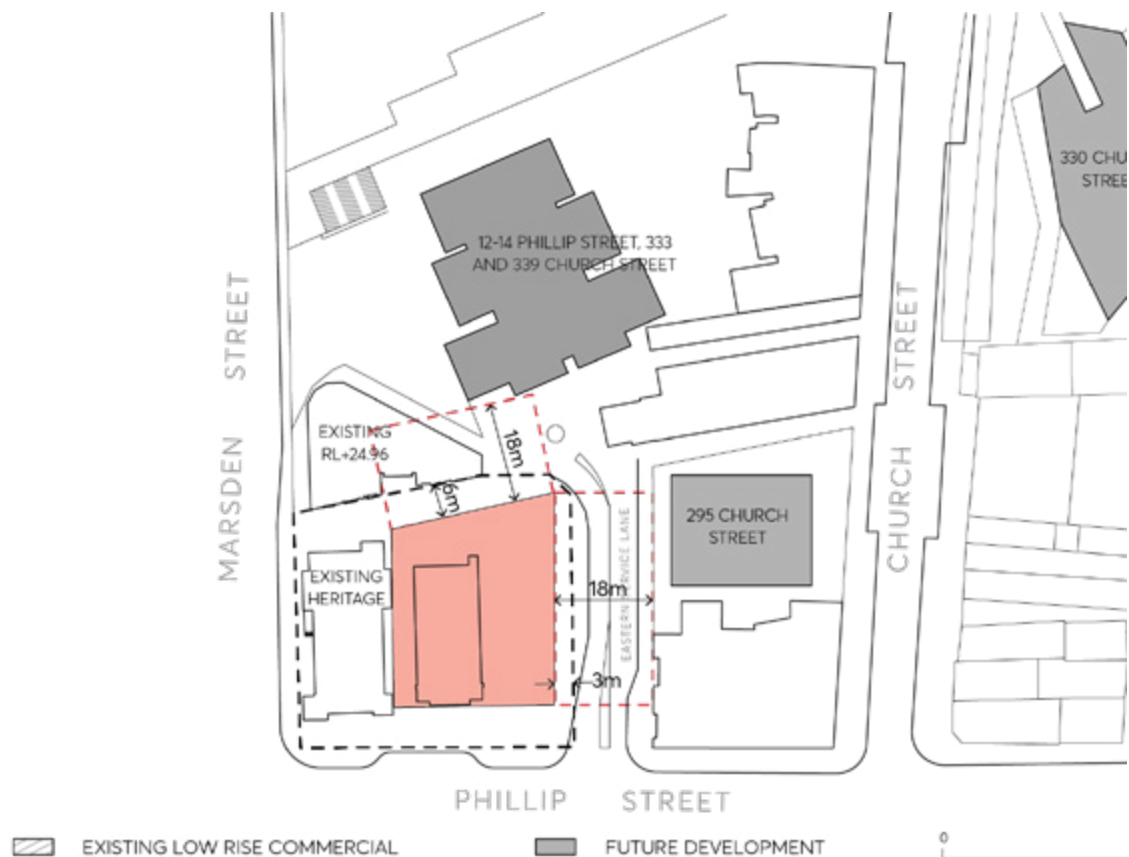 330 CHU
STREE
12-14 PHILLIP STREET, 333
AND 339 CHURCH STREET
MARSDEN STREET
CHURCH STREET
EXISTING
RL+24.96
18m
6m
295 CHURCH
STREET
EASTERN SERVICE LANE
EXISTING
HERITAGE
18m
3m
PHILLIP STREET
0
EXISTING LOW RISE COMMERCIAL
FUTURE DEVELOPMENT